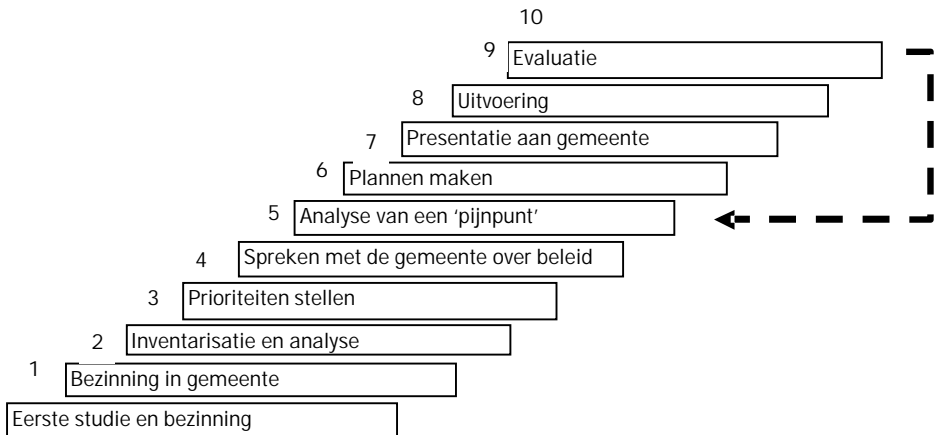 10
9 Evaluatie
8 Uitvoering
7 Presentatie aan gemeente
6 Plannen maken
5 Analyse van een ‘pijnpunt’
4 Spreken met de gemeente over beleid
3 Prioriteiten stellen
2 Inventarisatie en analyse
1 Bezinning in gemeente
Eerste studie en bezinning